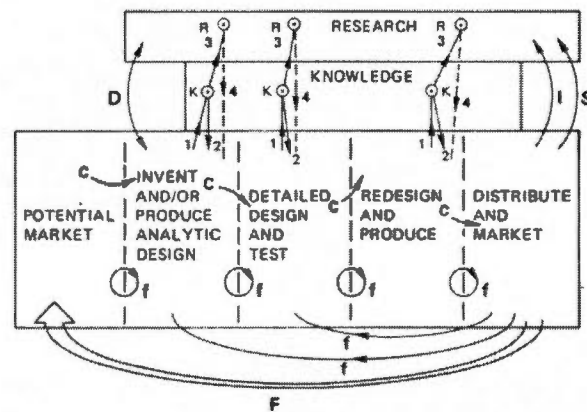 R R R
3 3 3
RESEARCH
KNOWLEDGE
D K K K I S
4 4 4
1 2 1 2 1 2
C C C C
POTENTIAL
MARKET
INVENT
AND/OR
PRODUCE
ANALYTIC
DESIGN
DETAILED
DESIGN
AND
TEST
REDESIGN
AND
PRODUCE
DISTRIBUTE
AND
MARKET
f f f f
f
f
F